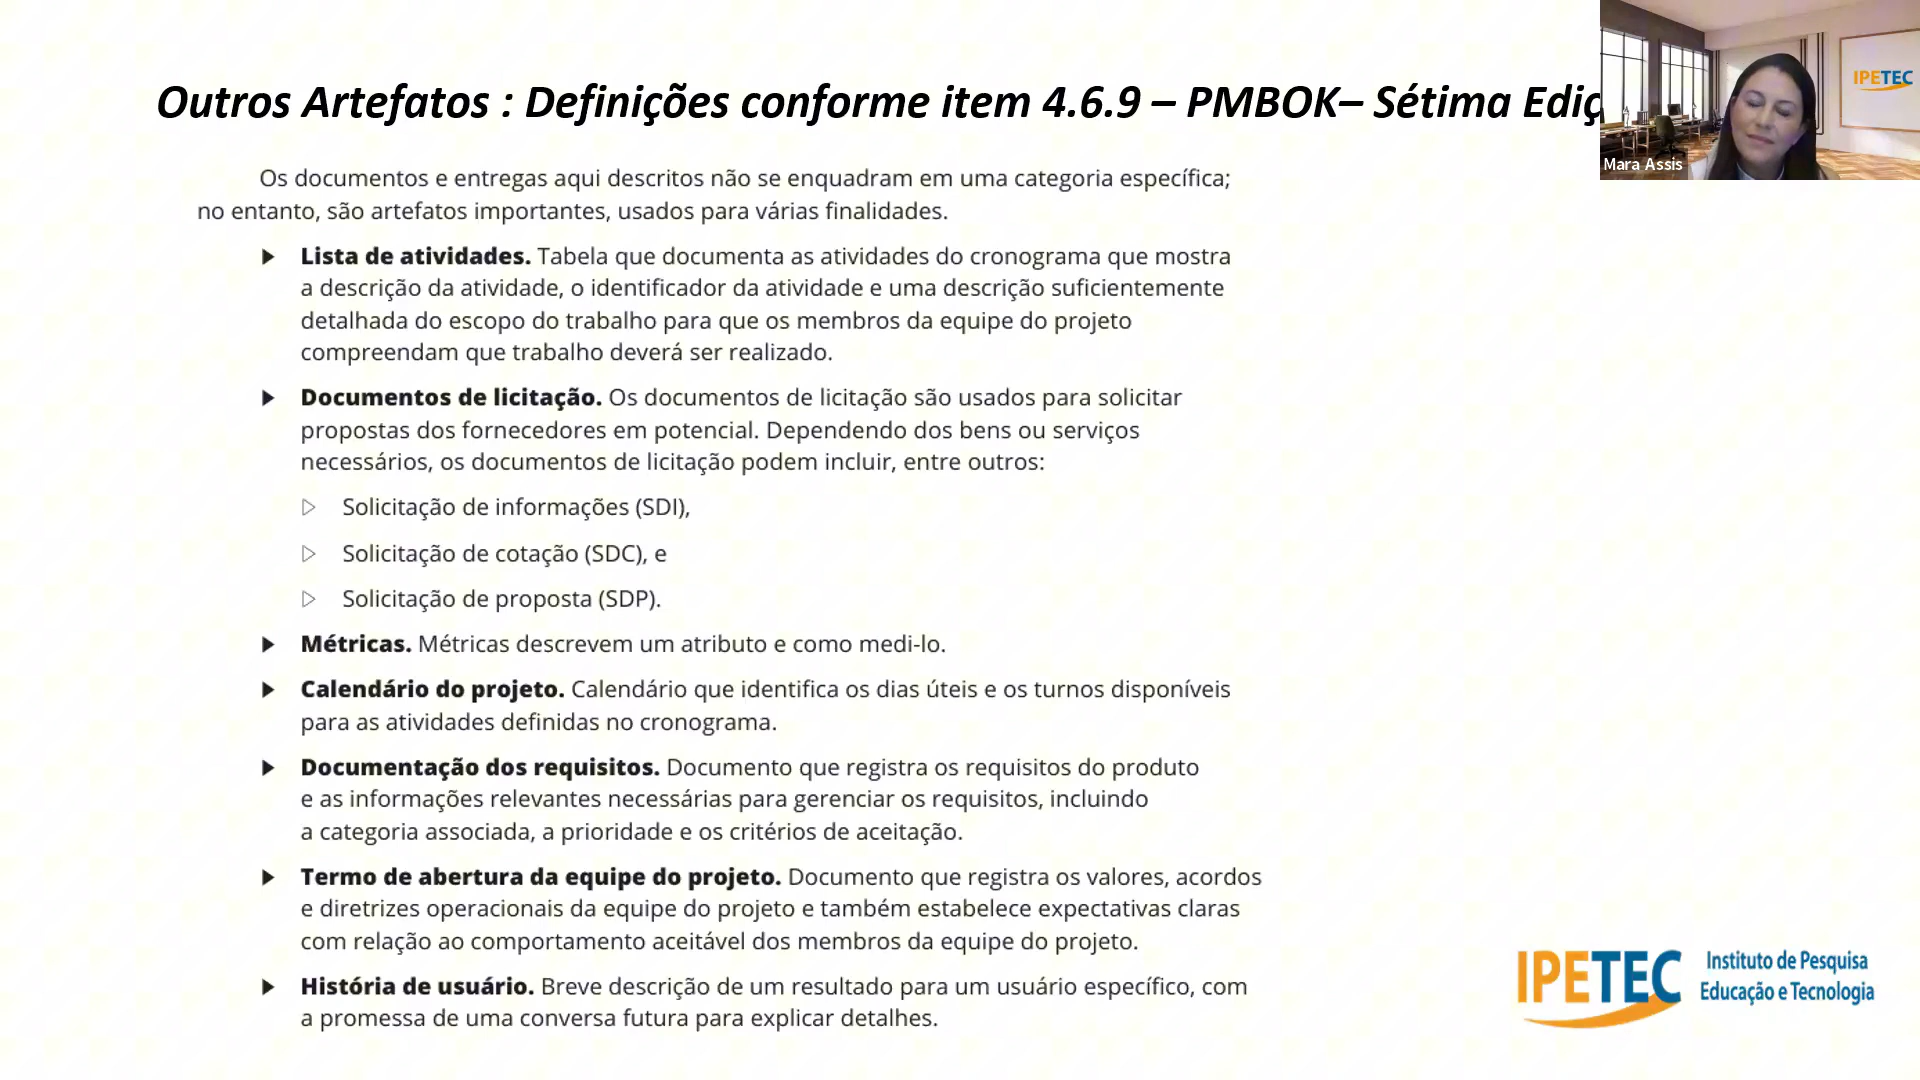 Outros Artefatos : Definições conforme item 4.6.9 – PMBOK– Sétima Ediç
IPETEC
Mara Assis
Os documentos e entregas aqui descritos não se enquadram em uma categoria específica;
no entanto, são artefatos importantes, usados para várias finalidades.
Lista de atividades. Tabela que documenta as atividades do cronograma que mostra
a descrição da atividade, o identificador da atividade e uma descrição suficientemente
detalhada do escopo do trabalho para que os membros da equipe do projeto
compreendam que trabalho deverá ser realizado.
Documentos de licitação. Os documentos de licitação são usados para solicitar
propostas dos fornecedores em potencial. Dependendo dos bens ou serviços
necessários, os documentos de licitação podem incluir, entre outros:
Solicitação de informações (SDI),
Solicitação de cotação (SDC), e
Solicitação de proposta (SDP).
Métricas. Métricas descrevem um atributo e como medi-lo.
Calendário do projeto. Calendário que identifica os dias úteis e os turnos disponíveis
para as atividades definidas no cronograma.
Documentação dos requisitos. Documento que registra os requisitos do produto
e as informações relevantes necessárias para gerenciar os requisitos, incluindo
a categoria associada, a prioridade e os critérios de aceitação.
Termo de abertura da equipe do projeto. Documento que registra os valores, acordos
e diretrizes operacionais da equipe do projeto e também estabelece expectativas claras
com relação ao comportamento aceitável dos membros da equipe do projeto.
História de usuário. Breve descrição de um resultado para um usuário específico, com
a promessa de uma conversa futura para explicar detalhes.
IPETEC
Instituto de Pesquisa
Educação e Tecnologia